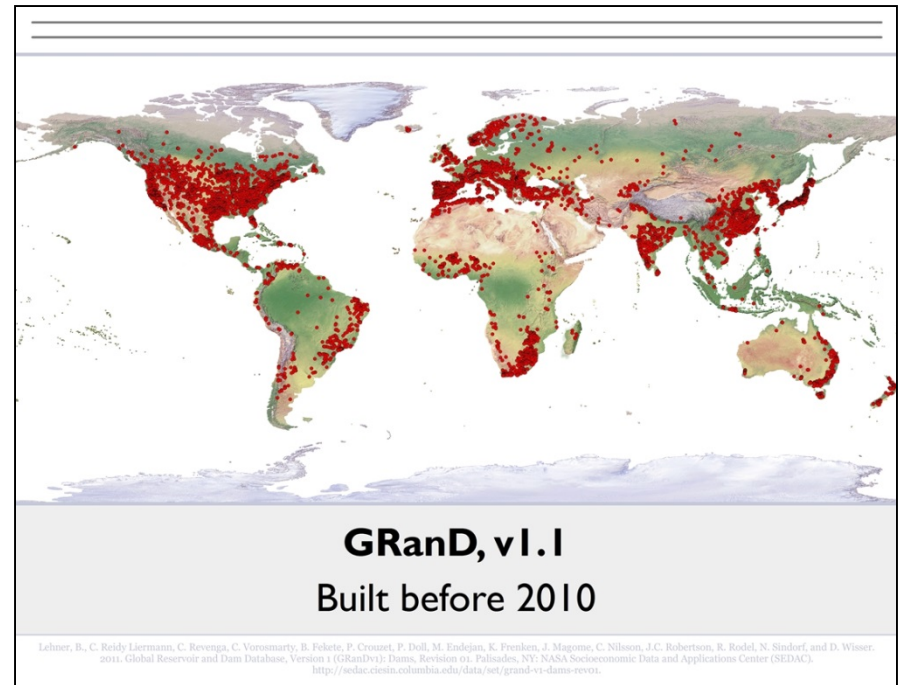 GRanD, v1.1
Built before 2010
Lehner, B., C. Reidy Liermann, C. Revenga, C. Vorosmarty, B. Fekete, P. Crouzet, P. Doll, M. Endejan, K. Frenken, J. Magome, C. Nilsson, J.C. Robertson, R. Rodel, N. Sindorf, and D. Wisser.
2011. Global Reservoir and Dam Database, Version 1 (GRanDv1): Dams, Revision 01. Palisades, NY: NASA Socioeconomic Data and Applications Center (SEDAC).
http://sedac.ciesin.columbia.edu/data/set/grand-v1-dams-rev01.